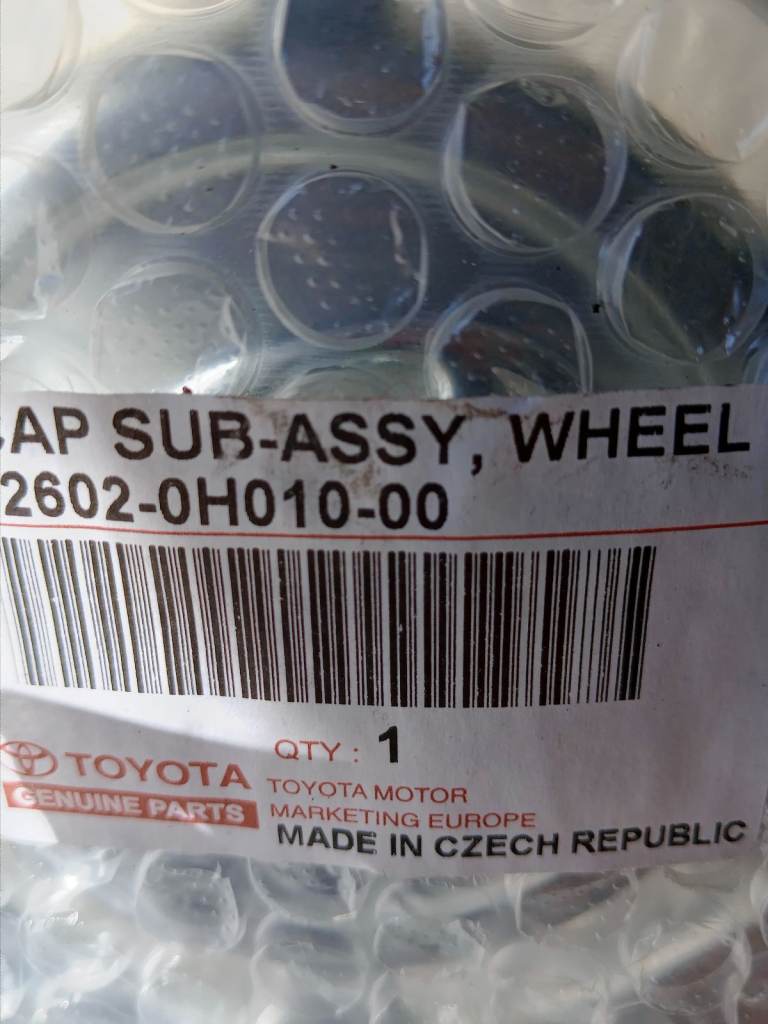 CAP SUB-ASSY, WHEEL
2602-0H010-00
QTY : 1
TOYOTA
GENUINE PARTS
TOYOTA MOTOR
MARKETING EUROPE
MADE IN CZECH REPUBLIC